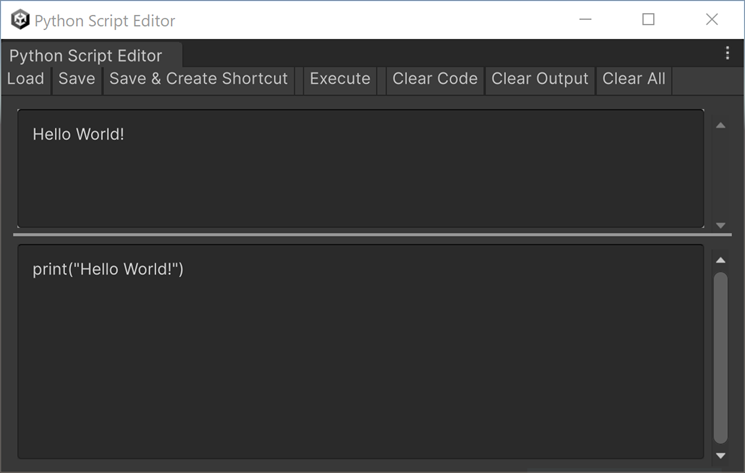 Python Script Editor
Python Script Editor
Load Save Save & Create Shortcut Execute Clear Code Clear Output Clear All
Hello World!
print("Hello World!")